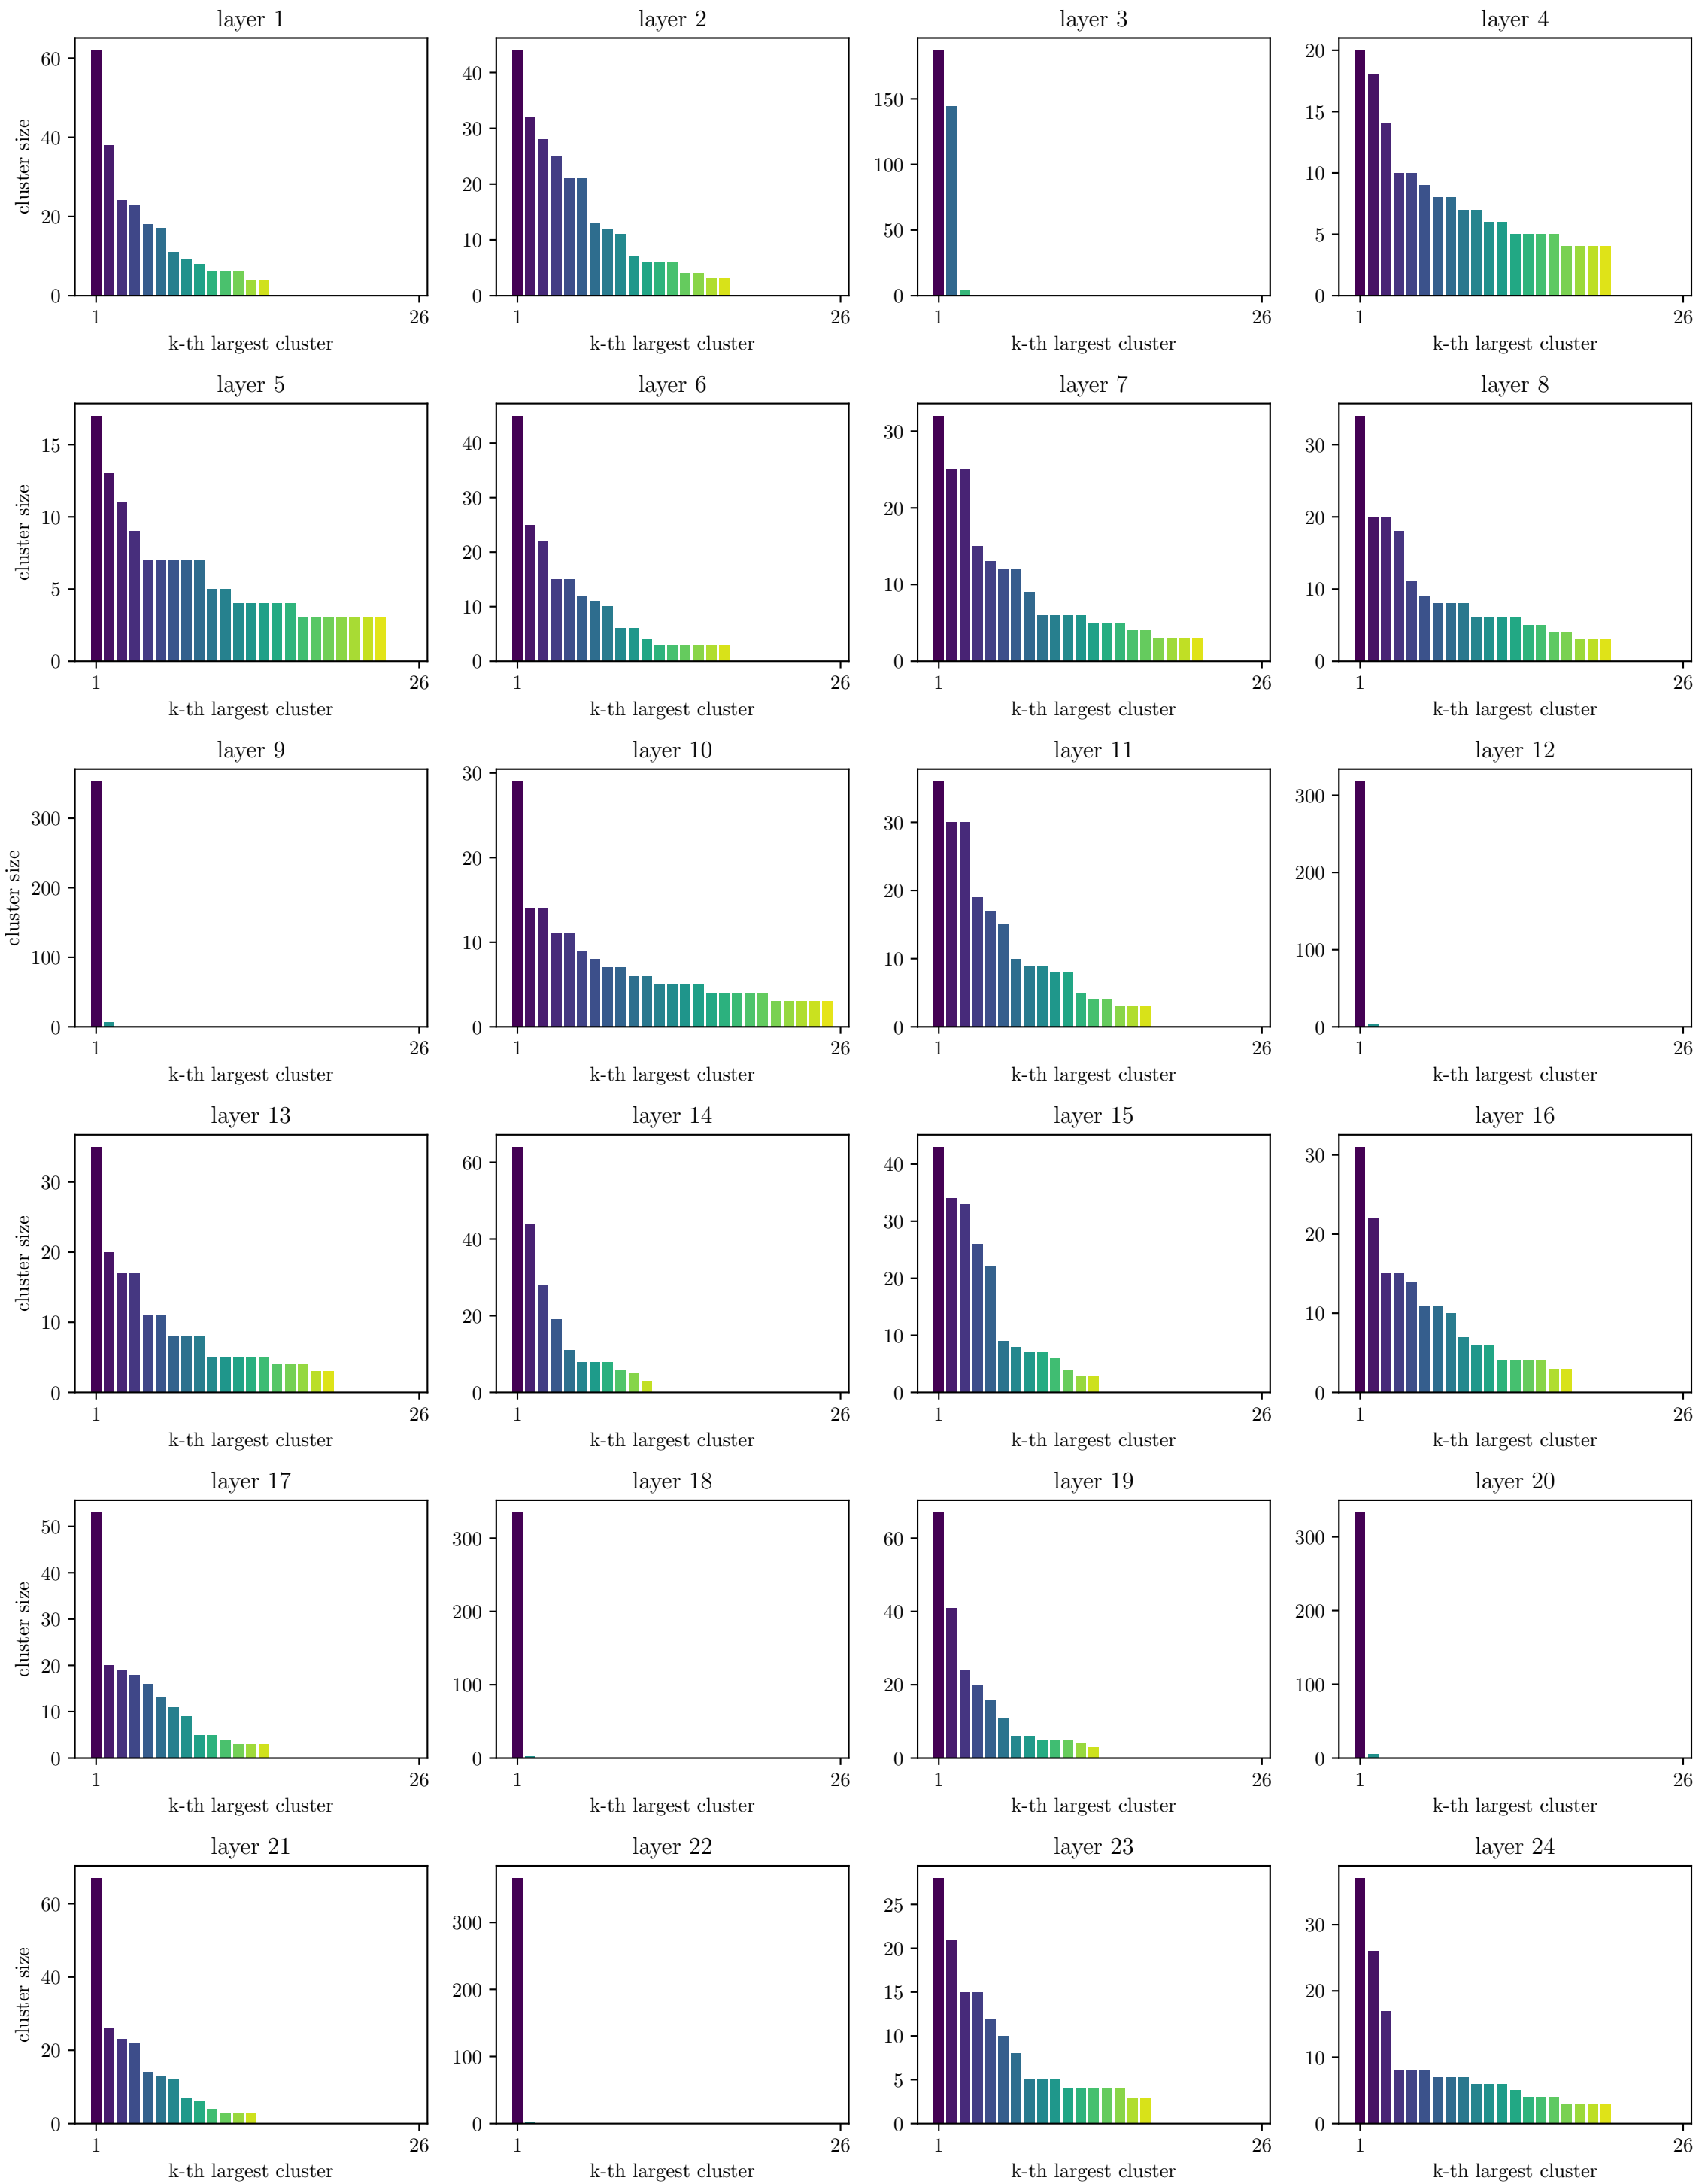 layer 1
60
40
20
0
cluster size
1
26
k-th largest cluster
layer 2
40
30
20
10
0
1
26
k-th largest cluster
layer 3
150
100
50
0
1
26
k-th largest cluster
layer 4
20
15
10
5
0
1
26
k-th largest cluster
layer 5
15
10
5
0
cluster size
1
26
k-th largest cluster
layer 6
40
30
20
10
0
1
26
k-th largest cluster
layer 7
30
20
10
0
1
26
k-th largest cluster
layer 8
30
20
10
0
1
26
k-th largest cluster
layer 9
300
200
100
0
cluster size
1
26
k-th largest cluster
layer 10
30
20
10
0
1
26
k-th largest cluster
layer 11
30
20
10
0
1
26
k-th largest cluster
layer 12
300
200
100
0
1
26
k-th largest cluster
layer 13
30
20
10
0
cluster size
1
26
k-th largest cluster
layer 14
60
40
20
0
1
26
k-th largest cluster
layer 15
40
30
20
10
0
1
26
k-th largest cluster
layer 16
30
20
10
0
1
26
k-th largest cluster
layer 17
50
40
30
20
10
0
cluster size
1
26
k-th largest cluster
layer 18
300
200
100
0
1
26
k-th largest cluster
layer 19
60
40
20
0
1
26
k-th largest cluster
layer 20
300
200
100
0
1
26
k-th largest cluster
layer 21
60
40
20
0
cluster size
1
26
k-th largest cluster
layer 22
300
200
100
0
1
26
k-th largest cluster
layer 23
25
20
15
10
5
0
1
26
k-th largest cluster
layer 24
30
20
10
0
1
26
k-th largest cluster